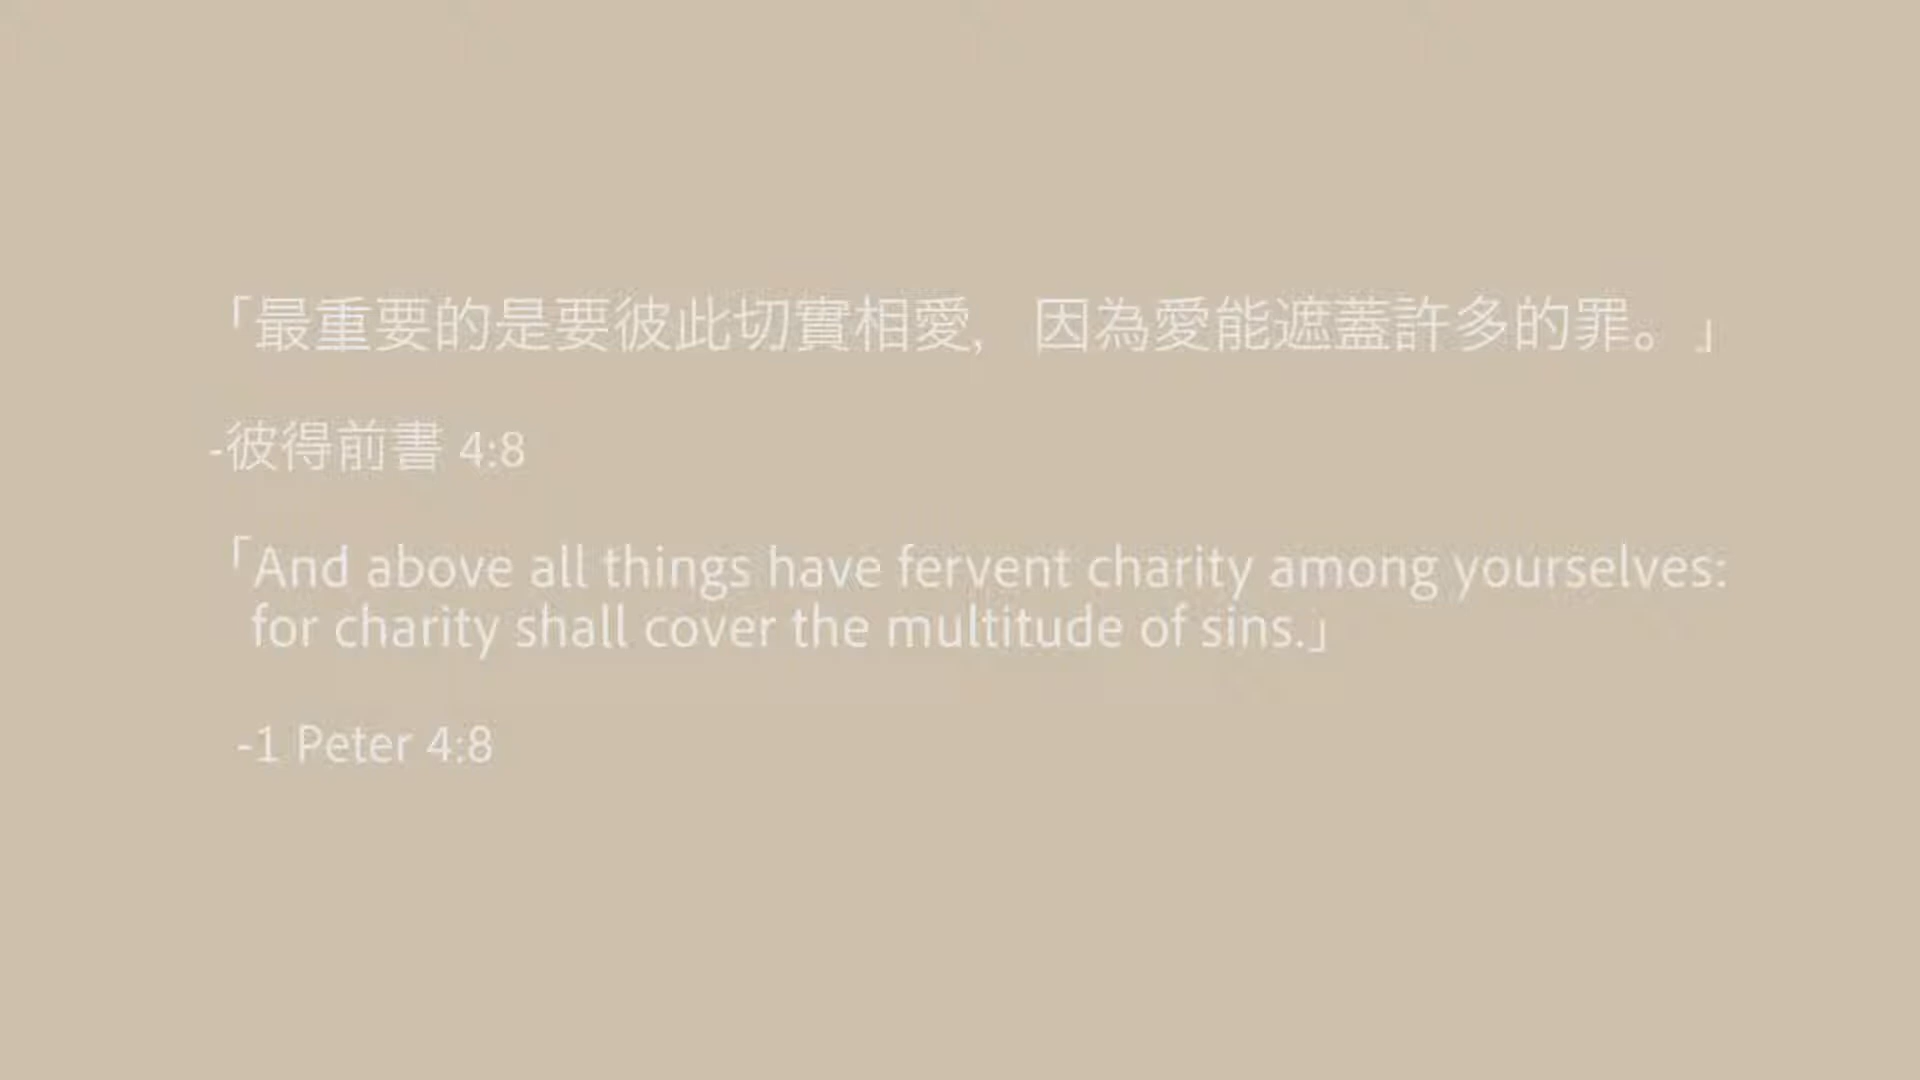 「最重要的是要彼此切實相愛,　因為愛能遮蓋許多的罪。」
-彼得前書 4:8
「And above all things have fervent charity among yourselves:
for charity shall cover the multitude of sins.」
-1 Peter 4:8